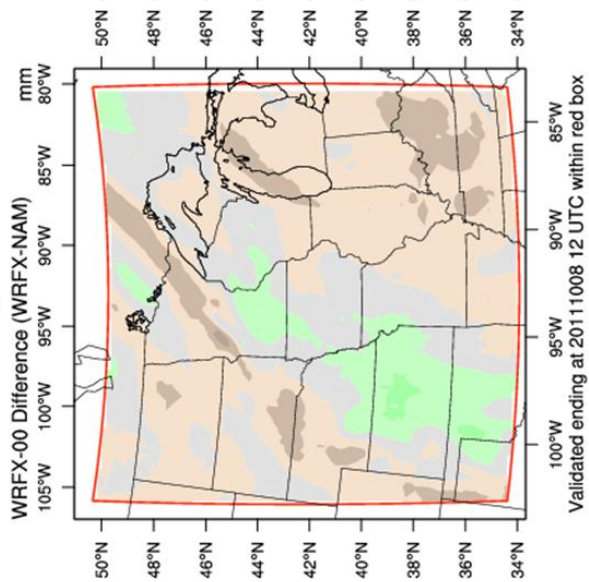 WRFX-00 Difference (WRFX-NAM) mm
105°W 100°W 95°W 90°W 85°W 80°W
50°N 50°N
48°N 48°N
46°N 46°N
44°N 44°N
42°N 42°N
40°N 40°N
38°N 38°N
36°N 36°N
34°N 34°N
100°W 95°W 90°W 85°W
Validated ending at 20111008 12 UTC within red box